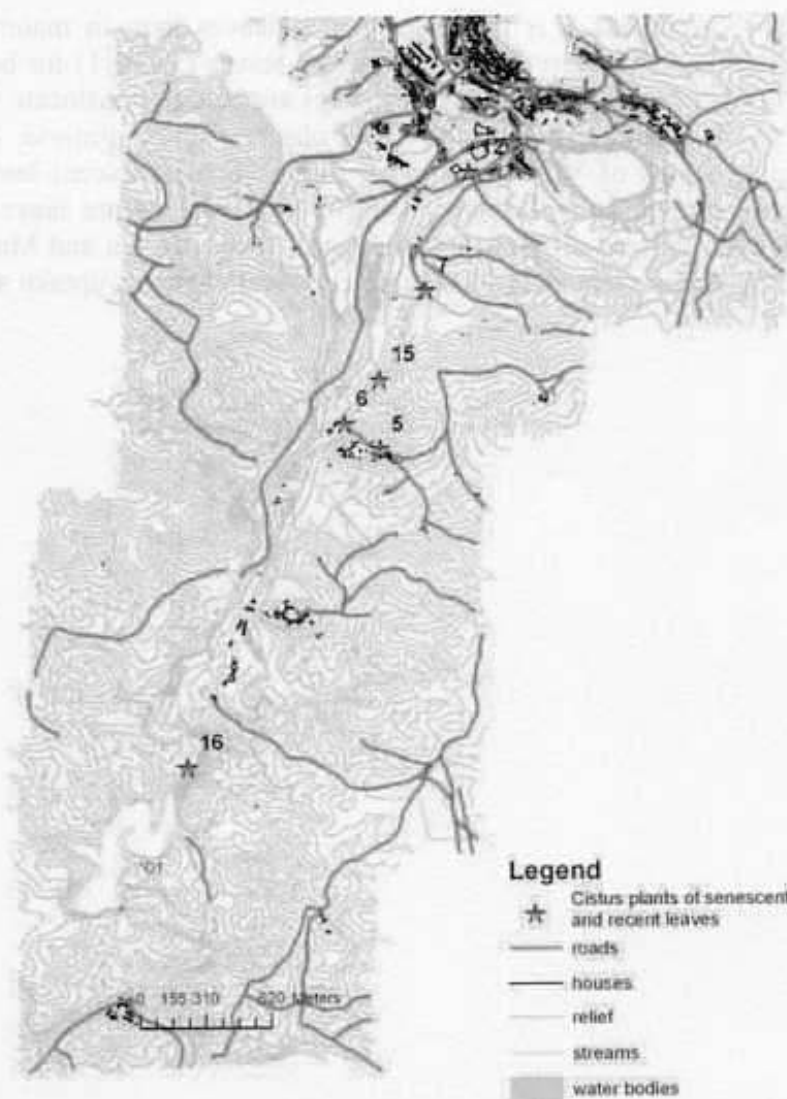 15
6
5
16
0 155 310 620 Meters
Legend
Cistus plants of senescent
and recent leaves
roads
houses
relief
streams
water bodies